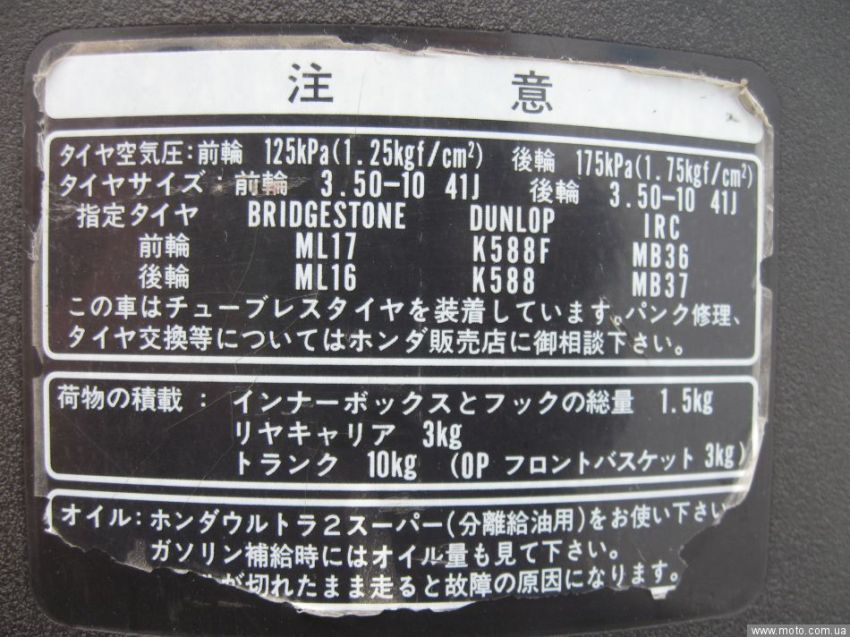 注意
タイヤ空気圧:前輪 125kPa(1.25kgf/cm²) 後輪 175kPa(1.75kgf/cm²)
タイヤサイズ・前輪 3.50-10 41J 後輪 3.50-10 41J
指定タイヤ BRIDGESTONE DUNLOP IRC
前輪 ML17 K588F MB36
後輪 ML16 K588 MB37
この車はチューブレスタイヤを装着しています。パンク修理、
タイヤ交換等についてはホンダ販売店に御相談下さい。
荷物の積載: インナーボックスとフックの総量 1.5kg
リヤキャリア 3kg
トランク 10kg (OP フロントバスケット 3kg)
オイル:ホンダウルトラ2スーパー(分離給油用)をお使い下さい
ガソリン補給時にはオイル量も見て下さい。
が切れたまま走ると故障の原因になります。
www.moto.com.ua